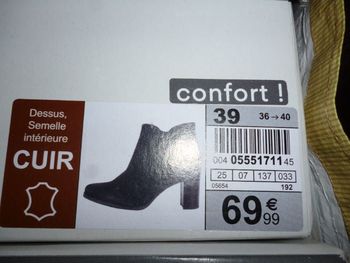 confort !
Dessus,
Semelle
intérieure
CUIR
39 36 → 40
004 05551711 45
25 07 137 033
05654 192
69€99